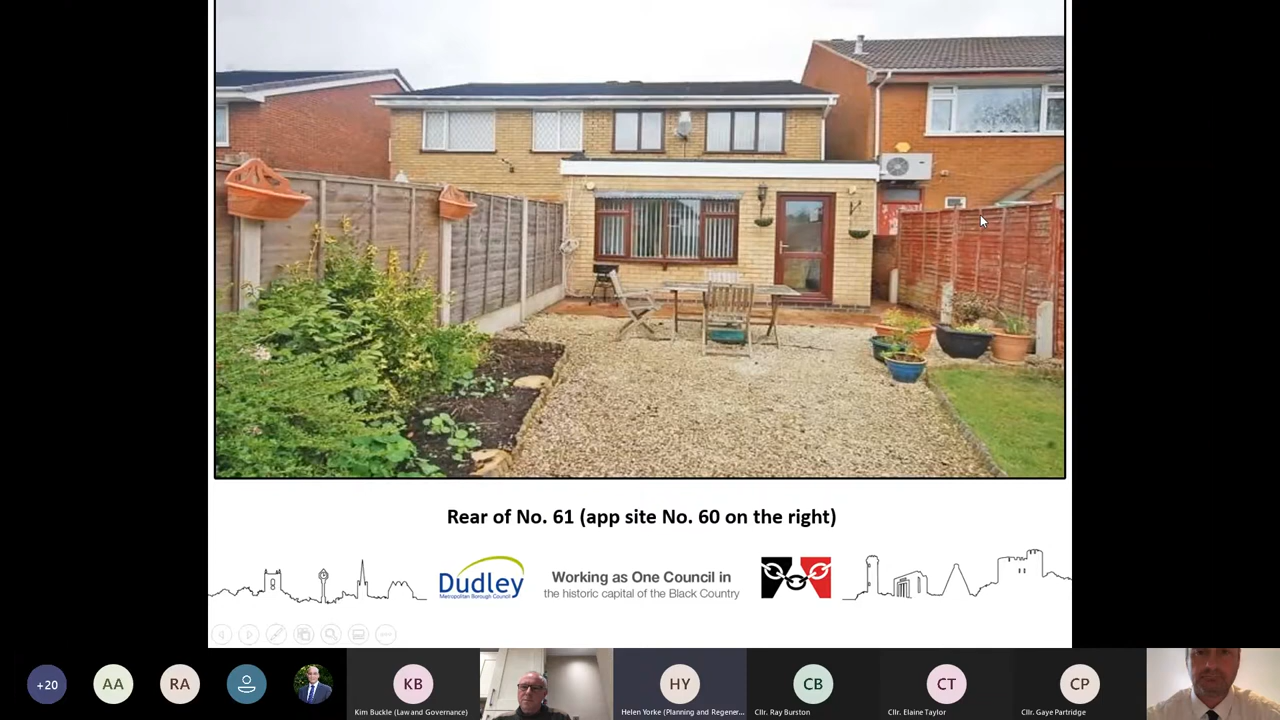 Rear of No. 61 (app site No. 60 on the right)
Dudley
Metropolitan Borough Council
Working as One Council in
the historic capital of the Black Country
+20
AA
RA
KB
HY
CB
CT
CP
Kim Buckle (Law and Governance)
Helen Yorke (Planning and Regener...
Cllr. Ray Burston
Cllr. Elaine Taylor
Cllr. Gaye Partridge